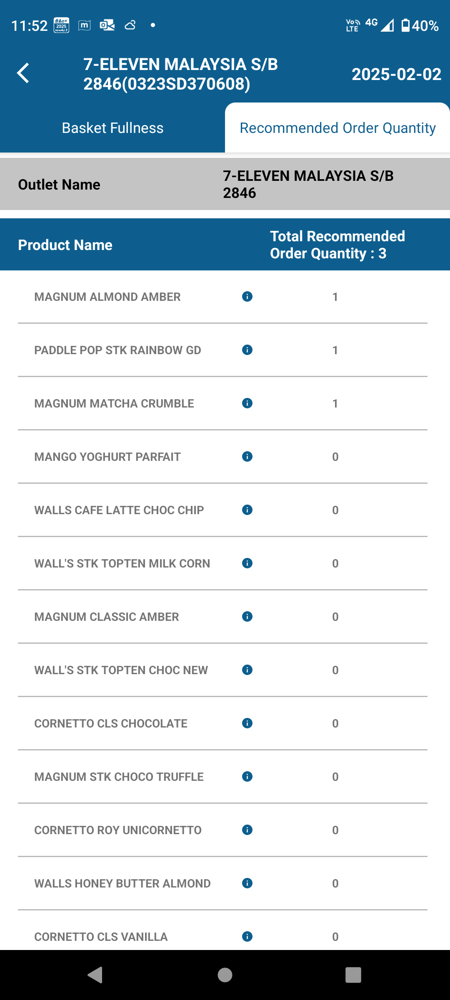 11:52
நித்ரா
2025
m
Vo
LTE
4G
40%
7-ELEVEN MALAYSIA S/B
2846(0323SD370608)
2025-02-02
Basket Fullness
Recommended Order Quantity
Outlet Name
7-ELEVEN MALAYSIA S/B
2846
Product Name
Total Recommended
Order Quantity : 3
MAGNUM ALMOND AMBER 1
PADDLE POP STK RAINBOW GD 1
MAGNUM MATCHA CRUMBLE 1
MANGO YOGHURT PARFAIT 0
WALLS CAFE LATTE CHOC CHIP 0
WALL'S STK TOPTEN MILK CORN 0
MAGNUM CLASSIC AMBER 0
WALL'S STK TOPTEN CHOC NEW 0
CORNETTO CLS CHOCOLATE 0
MAGNUM STK CHOCO TRUFFLE 0
CORNETTO ROY UNICORNETTO 0
WALLS HONEY BUTTER ALMOND 0
CORNETTO CLS VANILLA 0